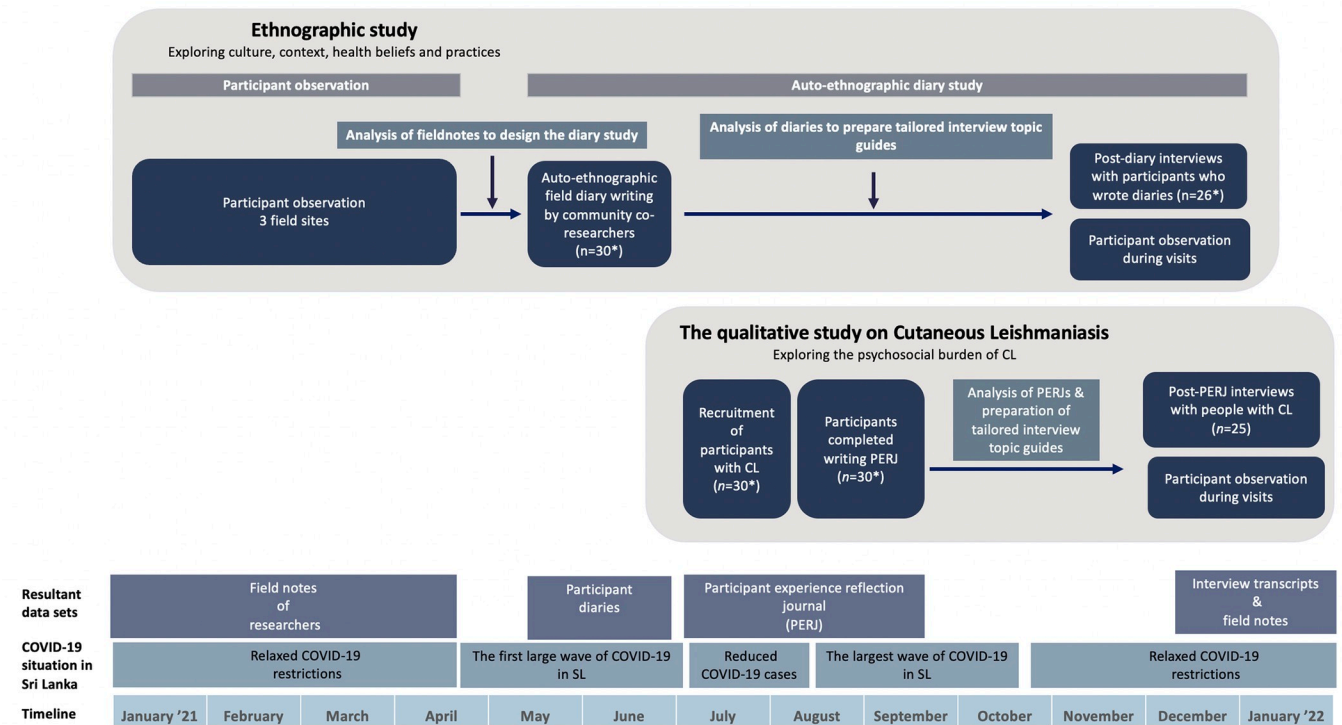 Ethnographic study
Exploring culture, context, health beliefs and practices
Participant observation
Auto-ethnographic diary study
Analysis of fieldnotes to design the diary study
Analysis of diaries to prepare tailored interview topic
guides
Participant observation
3 field sites
Auto-ethnographic
field diary writing
by community co-
researchers
(n=30*)
Post-diary interviews
with participants who
wrote diaries (n=26*)
Participant observation
during visits
The qualitative study on Cutaneous Leishmaniasis
Exploring the psychosocial burden of CL
Recruitment
of
participants
with CL
(n=30*)
Participants
completed
writing PERJ
(n=30*)
Analysis of PERJs &
preparation of
tailored interview
topic guides
Post-PERJ interviews
with people with CL
(n=25)
Participant observation
during visits
Resultant
data sets
Field notes
of
researchers
Participant
diaries
Participant experience reflection
journal
(PERJ)
Interview transcripts
&
field notes
COVID-19
situation in
Sri Lanka
Relaxed COVID-19
restrictions
The first large wave of COVID-19
in SL
Reduced
COVID-19 cases
The largest wave of COVID-19
in SL
Relaxed COVID-19
restrictions
Timeline
January '21
February
March
April
May
June
July
August
September
October
November
December
January '22